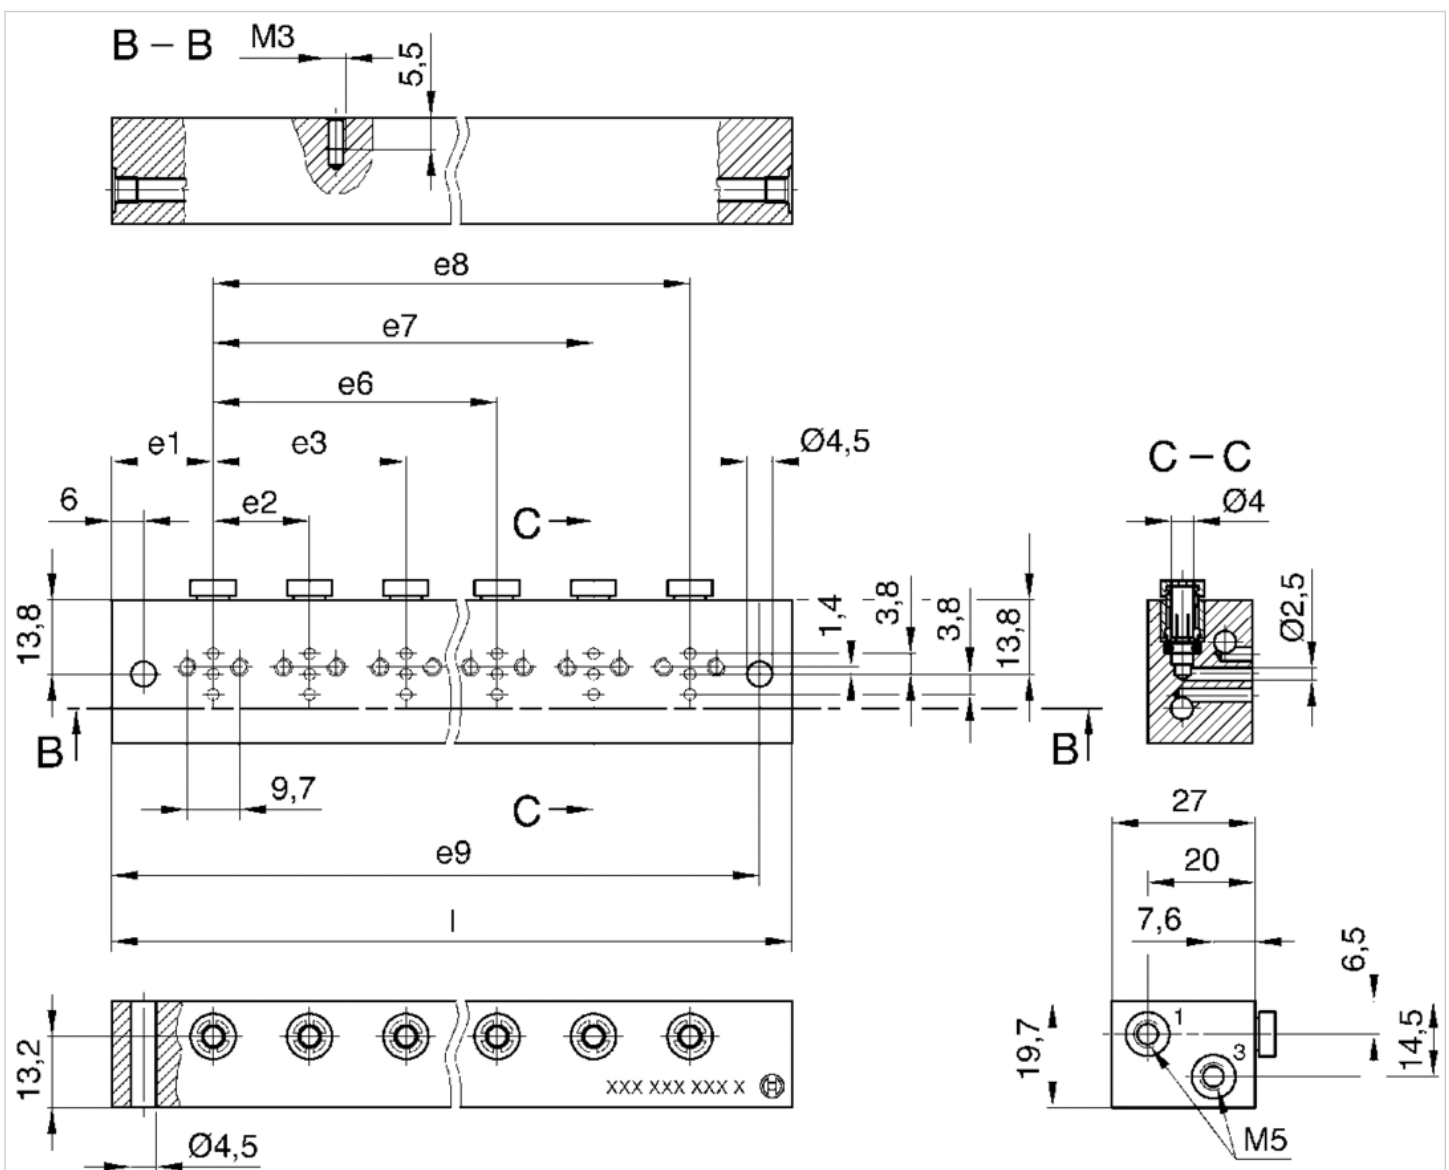 B – B
M3
5,5
e8
e7
e6
e1
e3
Ø4,5
C – C
6
e2
C
Ø4
13,8
1,4
3,8
3,8
13,8
Ø2,5
B
B
9,7
C
27
e9
20
l
7,6
6,5
1
13,2
19,7
3
14,5
XXX XXX XXX X
Ø4,5
M5